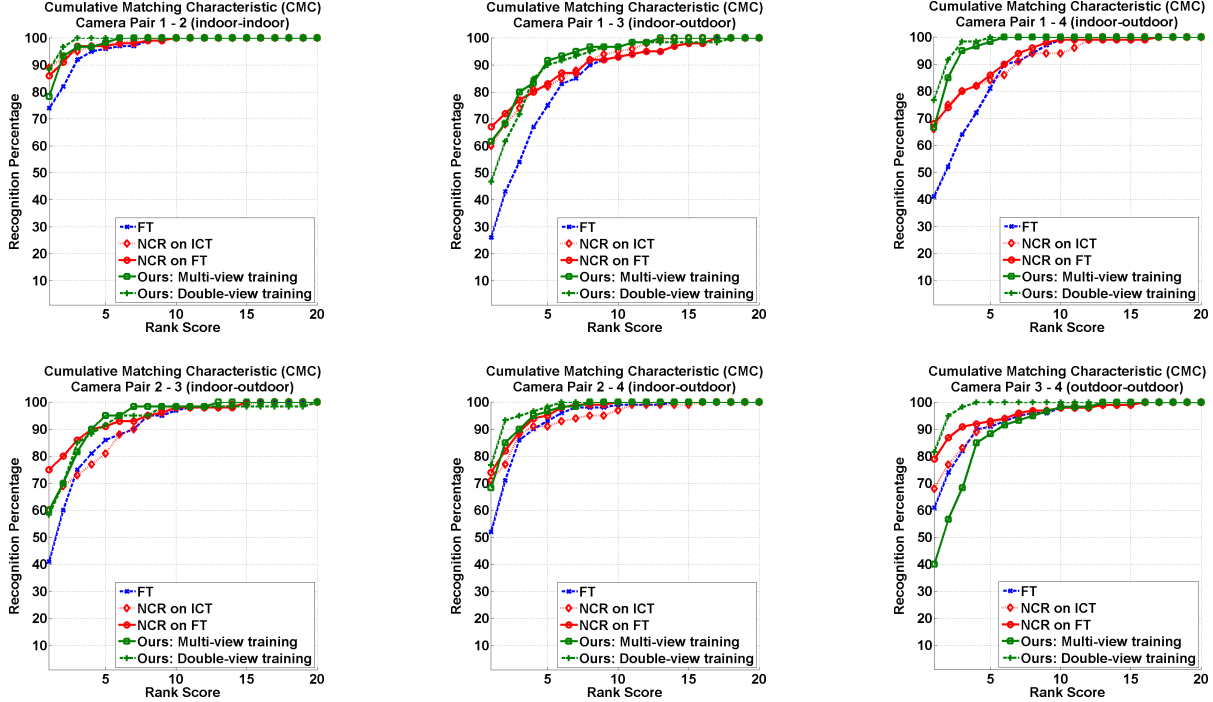 Cumulative Matching Characteristic (CMC)
Camera Pair 1 - 2 (indoor-indoor)
100
90
80
70
60
50
40
30
20
10
5
10
15
20
Recognition Percentage
Rank Score
FT
NCR on ICT
NCR on FT
Ours: Multi-view training
Ours: Double-view training
Cumulative Matching Characteristic (CMC)
Camera Pair 1 - 3 (indoor-outdoor)
100
90
80
70
60
50
40
30
20
10
5
10
15
20
Recognition Percentage
Rank Score
FT
NCR on ICT
NCR on FT
Ours: Multi-view training
Ours: Double-view training
Cumulative Matching Characteristic (CMC)
Camera Pair 1 - 4 (indoor-outdoor)
100
90
80
70
60
50
40
30
20
10
5
10
15
20
Recognition Percentage
Rank Score
FT
NCR on ICT
NCR on FT
Ours: Multi-view training
Ours: Double-view training
Cumulative Matching Characteristic (CMC)
Camera Pair 2 - 3 (indoor-outdoor)
100
90
80
70
60
50
40
30
20
10
5
10
15
20
Recognition Percentage
Rank Score
FT
NCR on ICT
NCR on FT
Ours: Multi-view training
Ours: Double-view training
Cumulative Matching Characteristic (CMC)
Camera Pair 2 - 4 (indoor-outdoor)
100
90
80
70
60
50
40
30
20
10
5
10
15
20
Recognition Percentage
Rank Score
FT
NCR on ICT
NCR on FT
Ours: Multi-view training
Ours: Double-view training
Cumulative Matching Characteristic (CMC)
Camera Pair 3 - 4 (outdoor-outdoor)
100
90
80
70
60
50
40
30
20
10
5
10
15
20
Recognition Percentage
Rank Score
FT
NCR on ICT
NCR on FT
Ours: Multi-view training
Ours: Double-view training